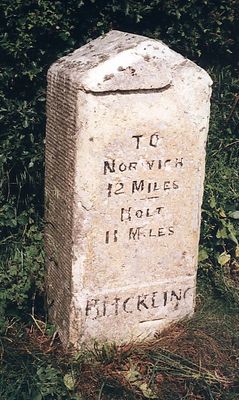 TO
NORWICH
12 MILES
HOLT
11 MILES
BLICKLING